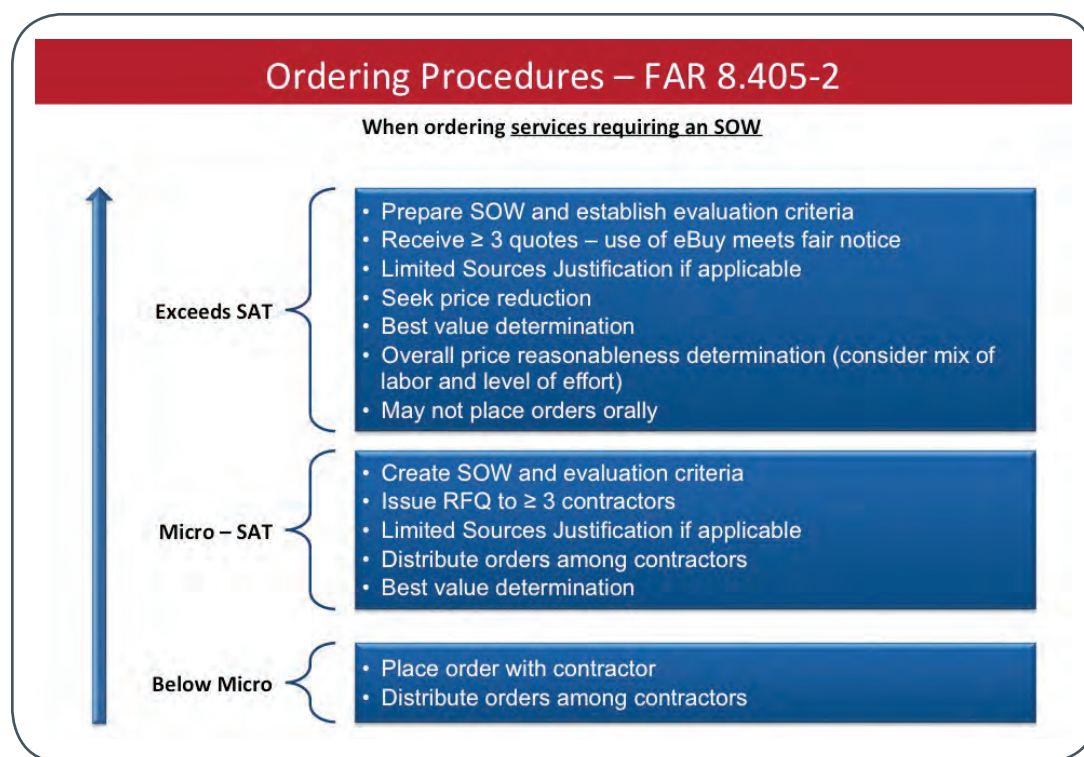 Ordering Procedures – FAR 8.405-2
When ordering services requiring an SOW
Exceeds SAT
• Prepare SOW and establish evaluation criteria
• Receive ≥ 3 quotes – use of eBuy meets fair notice
• Limited Sources Justification if applicable
• Seek price reduction
• Best value determination
• Overall price reasonableness determination (consider mix of
labor and level of effort)
• May not place orders orally
Micro – SAT
• Create SOW and evaluation criteria
• Issue RFQ to ≥ 3 contractors
• Limited Sources Justification if applicable
• Distribute orders among contractors
• Best value determination
Below Micro
• Place order with contractor
• Distribute orders among contractors